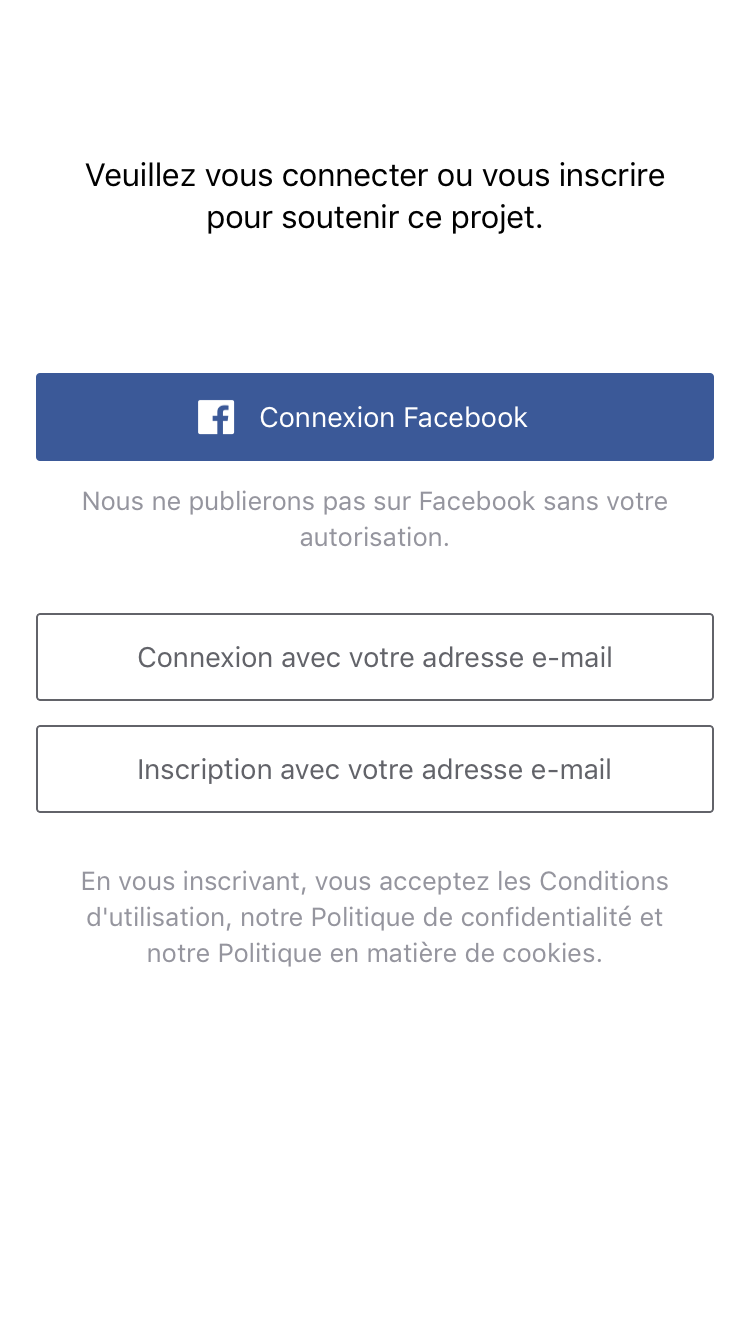 Veuillez vous connecter ou vous inscrire
pour soutenir ce projet.
Connexion Facebook
Nous ne publierons pas sur Facebook sans votre
autorisation.
Connexion avec votre adresse e-mail
Inscription avec votre adresse e-mail
En vous inscrivant, vous acceptez les Conditions
d'utilisation, notre Politique de confidentialité et
notre Politique en matière de cookies.